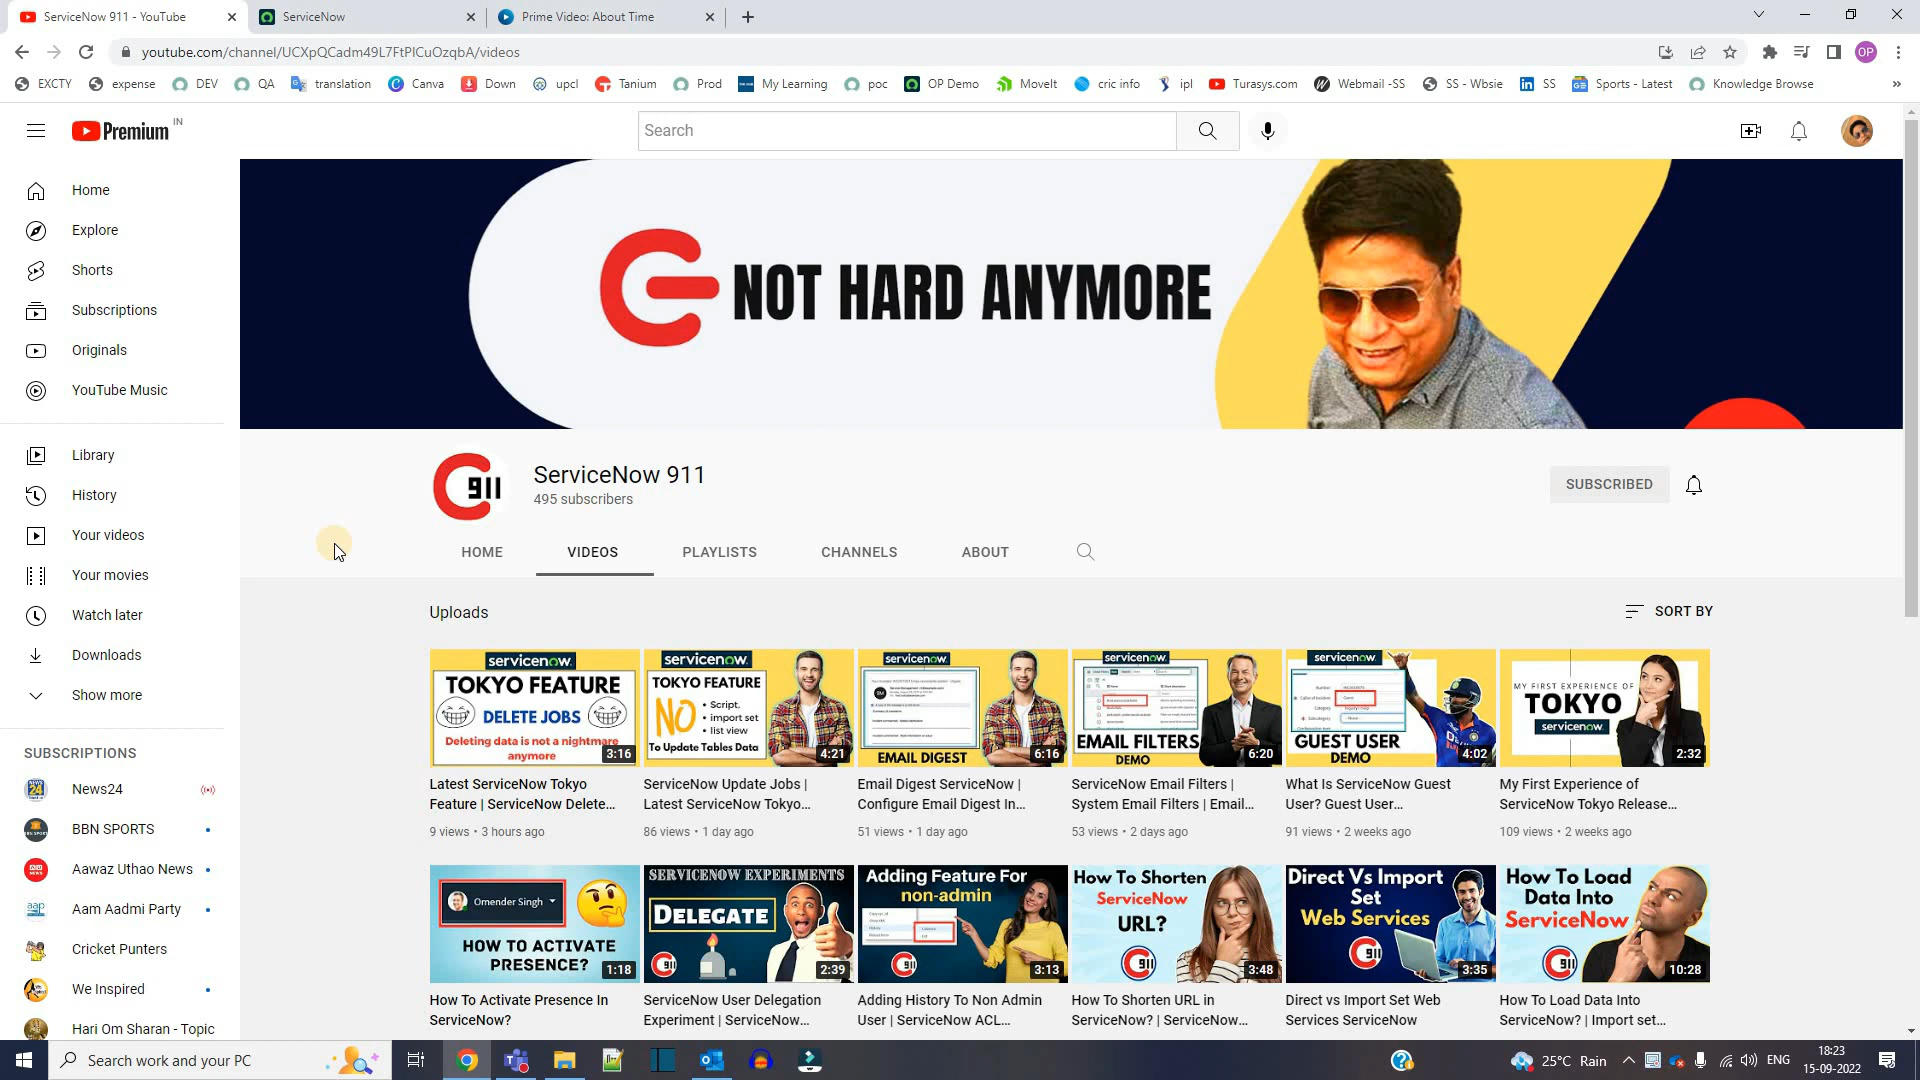 ServiceNow 911 - YouTube
ServiceNow
Prime Video: About Time
youtube.com/channel/UCXpQCadm49L7FtPlCuOzqbA/videos
OP
EXCTY expense DEV QA translation Canva Down upcl Tanium Prod My Learning poc OP Demo MoveIt cric info ipl Turasys.com Webmail -SS SS - Wbsie SS Sports - Latest Knowledge Browse »
Premium IN
Search
Home
Explore
Shorts
Subscriptions
Originals
YouTube Music
Library
History
Your videos
Your movies
Watch later
Downloads
Show more
SUBSCRIPTIONS
News24
BBN SPORTS
Aawaz Uthao News
Aam Aadmi Party
Cricket Punters
We Inspired
Hari Om Sharan - Topic
NOT HARD ANYMORE
911
ServiceNow 911
495 subscribers
SUBSCRIBED
HOME VIDEOS PLAYLISTS CHANNELS ABOUT
Uploads
SORT BY
servicenow.
TOKYO FEATURE
DELETE JOBS
Deleting data is not a nightmare
anymore
3:16
Latest ServiceNow Tokyo
Feature | ServiceNow Delete...
9 views • 3 hours ago
servicenow.
TOKYO FEATURE
NO
• Script,
• import set
• list view
To Update Tables Data
4:21
ServiceNow Update Jobs |
Latest ServiceNow Tokyo...
86 views • 1 day ago
servicenow.
EMAIL DIGEST
6:16
Email Digest ServiceNow |
Configure Email Digest In...
51 views • 1 day ago
servicenow.
EMAIL FILTERS
DEMO
6:20
ServiceNow Email Filters |
System Email Filters | Email...
53 views • 2 days ago
servicenow.
GUEST USER
DEMO
4:02
What Is ServiceNow Guest
User? Guest User...
91 views • 2 weeks ago
MY FIRST EXPERIENCE OF
TOKYO
servicenow.
2:32
My First Experience of
ServiceNow Tokyo Release...
109 views • 2 weeks ago
Omender Singh
HOW TO ACTIVATE
PRESENCE?
1:18
How To Activate Presence In
ServiceNow?
SERVICENOW EXPERIMENTS
DELEGATE
911
2:39
ServiceNow User Delegation
Experiment | ServiceNow...
Adding Feature For
non-admin
911
3:13
Adding History To Non Admin
User | ServiceNow ACL...
How To Shorten
ServiceNow
URL?
911
3:48
How To Shorten URL in
ServiceNow? | ServiceNow...
Direct Vs Import
Set
Web Services
911
3:35
Direct vs Import Set Web
Services ServiceNow
How To Load
Data Into
ServiceNow?
911
10:28
How To Load Data Into
ServiceNow? | Import set...
Search work and your PC
25°C Rain
ENG
18:23
15-09-2022